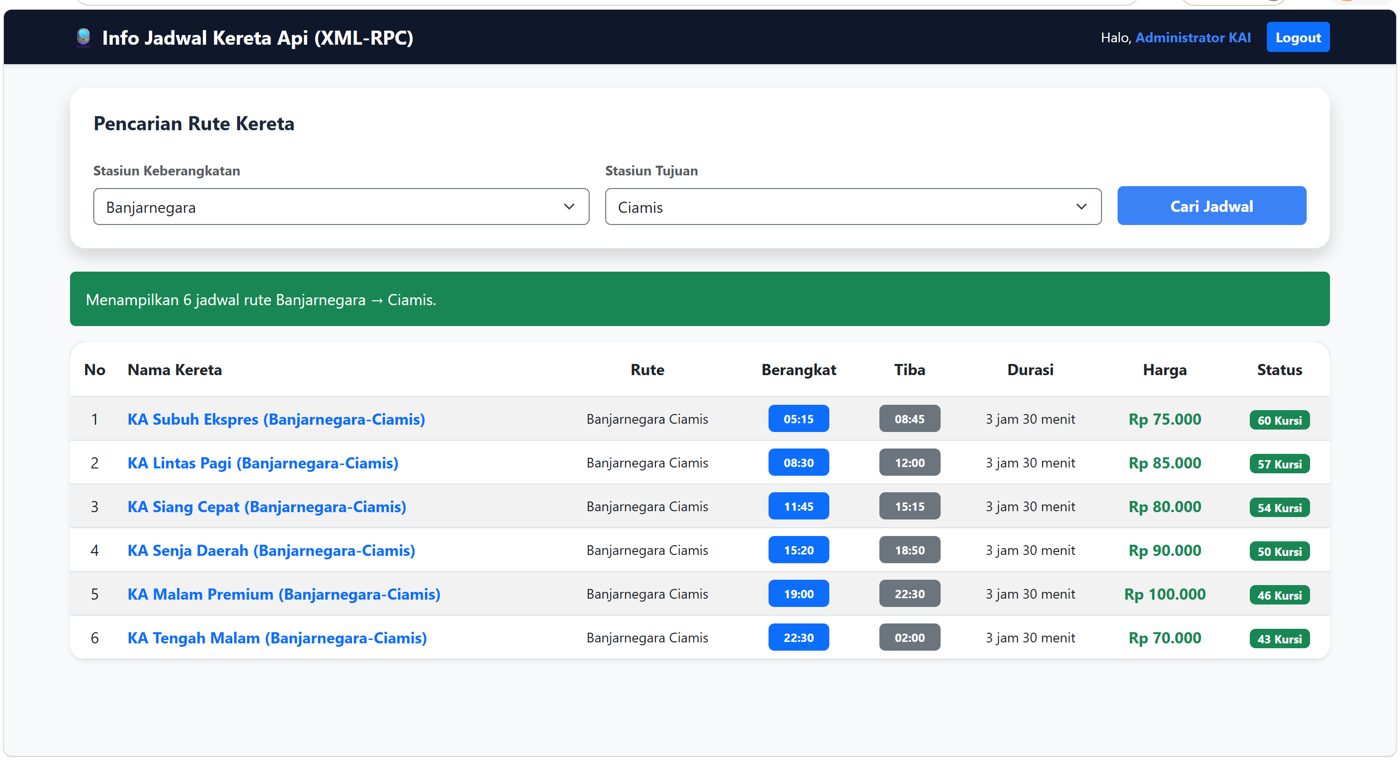 Info Jadwal Kereta Api (XML-RPC)
Halo, Administrator KAI Logout
Pencarian Rute Kereta
Stasiun Keberangkatan Stasiun Tujuan
Banjarnegara Ciamis Cari Jadwal
Menampilkan 6 jadwal rute Banjarnegara → Ciamis.
No Nama Kereta Rute Berangkat Tiba Durasi Harga Status
1 KA Subuh Ekspres (Banjarnegara-Ciamis) Banjarnegara Ciamis 05:15 08:45 3 jam 30 menit Rp 75.000 60 Kursi
2 KA Lintas Pagi (Banjarnegara-Ciamis) Banjarnegara Ciamis 08:30 12:00 3 jam 30 menit Rp 85.000 57 Kursi
3 KA Siang Cepat (Banjarnegara-Ciamis) Banjarnegara Ciamis 11:45 15:15 3 jam 30 menit Rp 80.000 54 Kursi
4 KA Senja Daerah (Banjarnegara-Ciamis) Banjarnegara Ciamis 15:20 18:50 3 jam 30 menit Rp 90.000 50 Kursi
5 KA Malam Premium (Banjarnegara-Ciamis) Banjarnegara Ciamis 19:00 22:30 3 jam 30 menit Rp 100.000 46 Kursi
6 KA Tengah Malam (Banjarnegara-Ciamis) Banjarnegara Ciamis 22:30 02:00 3 jam 30 menit Rp 70.000 43 Kursi